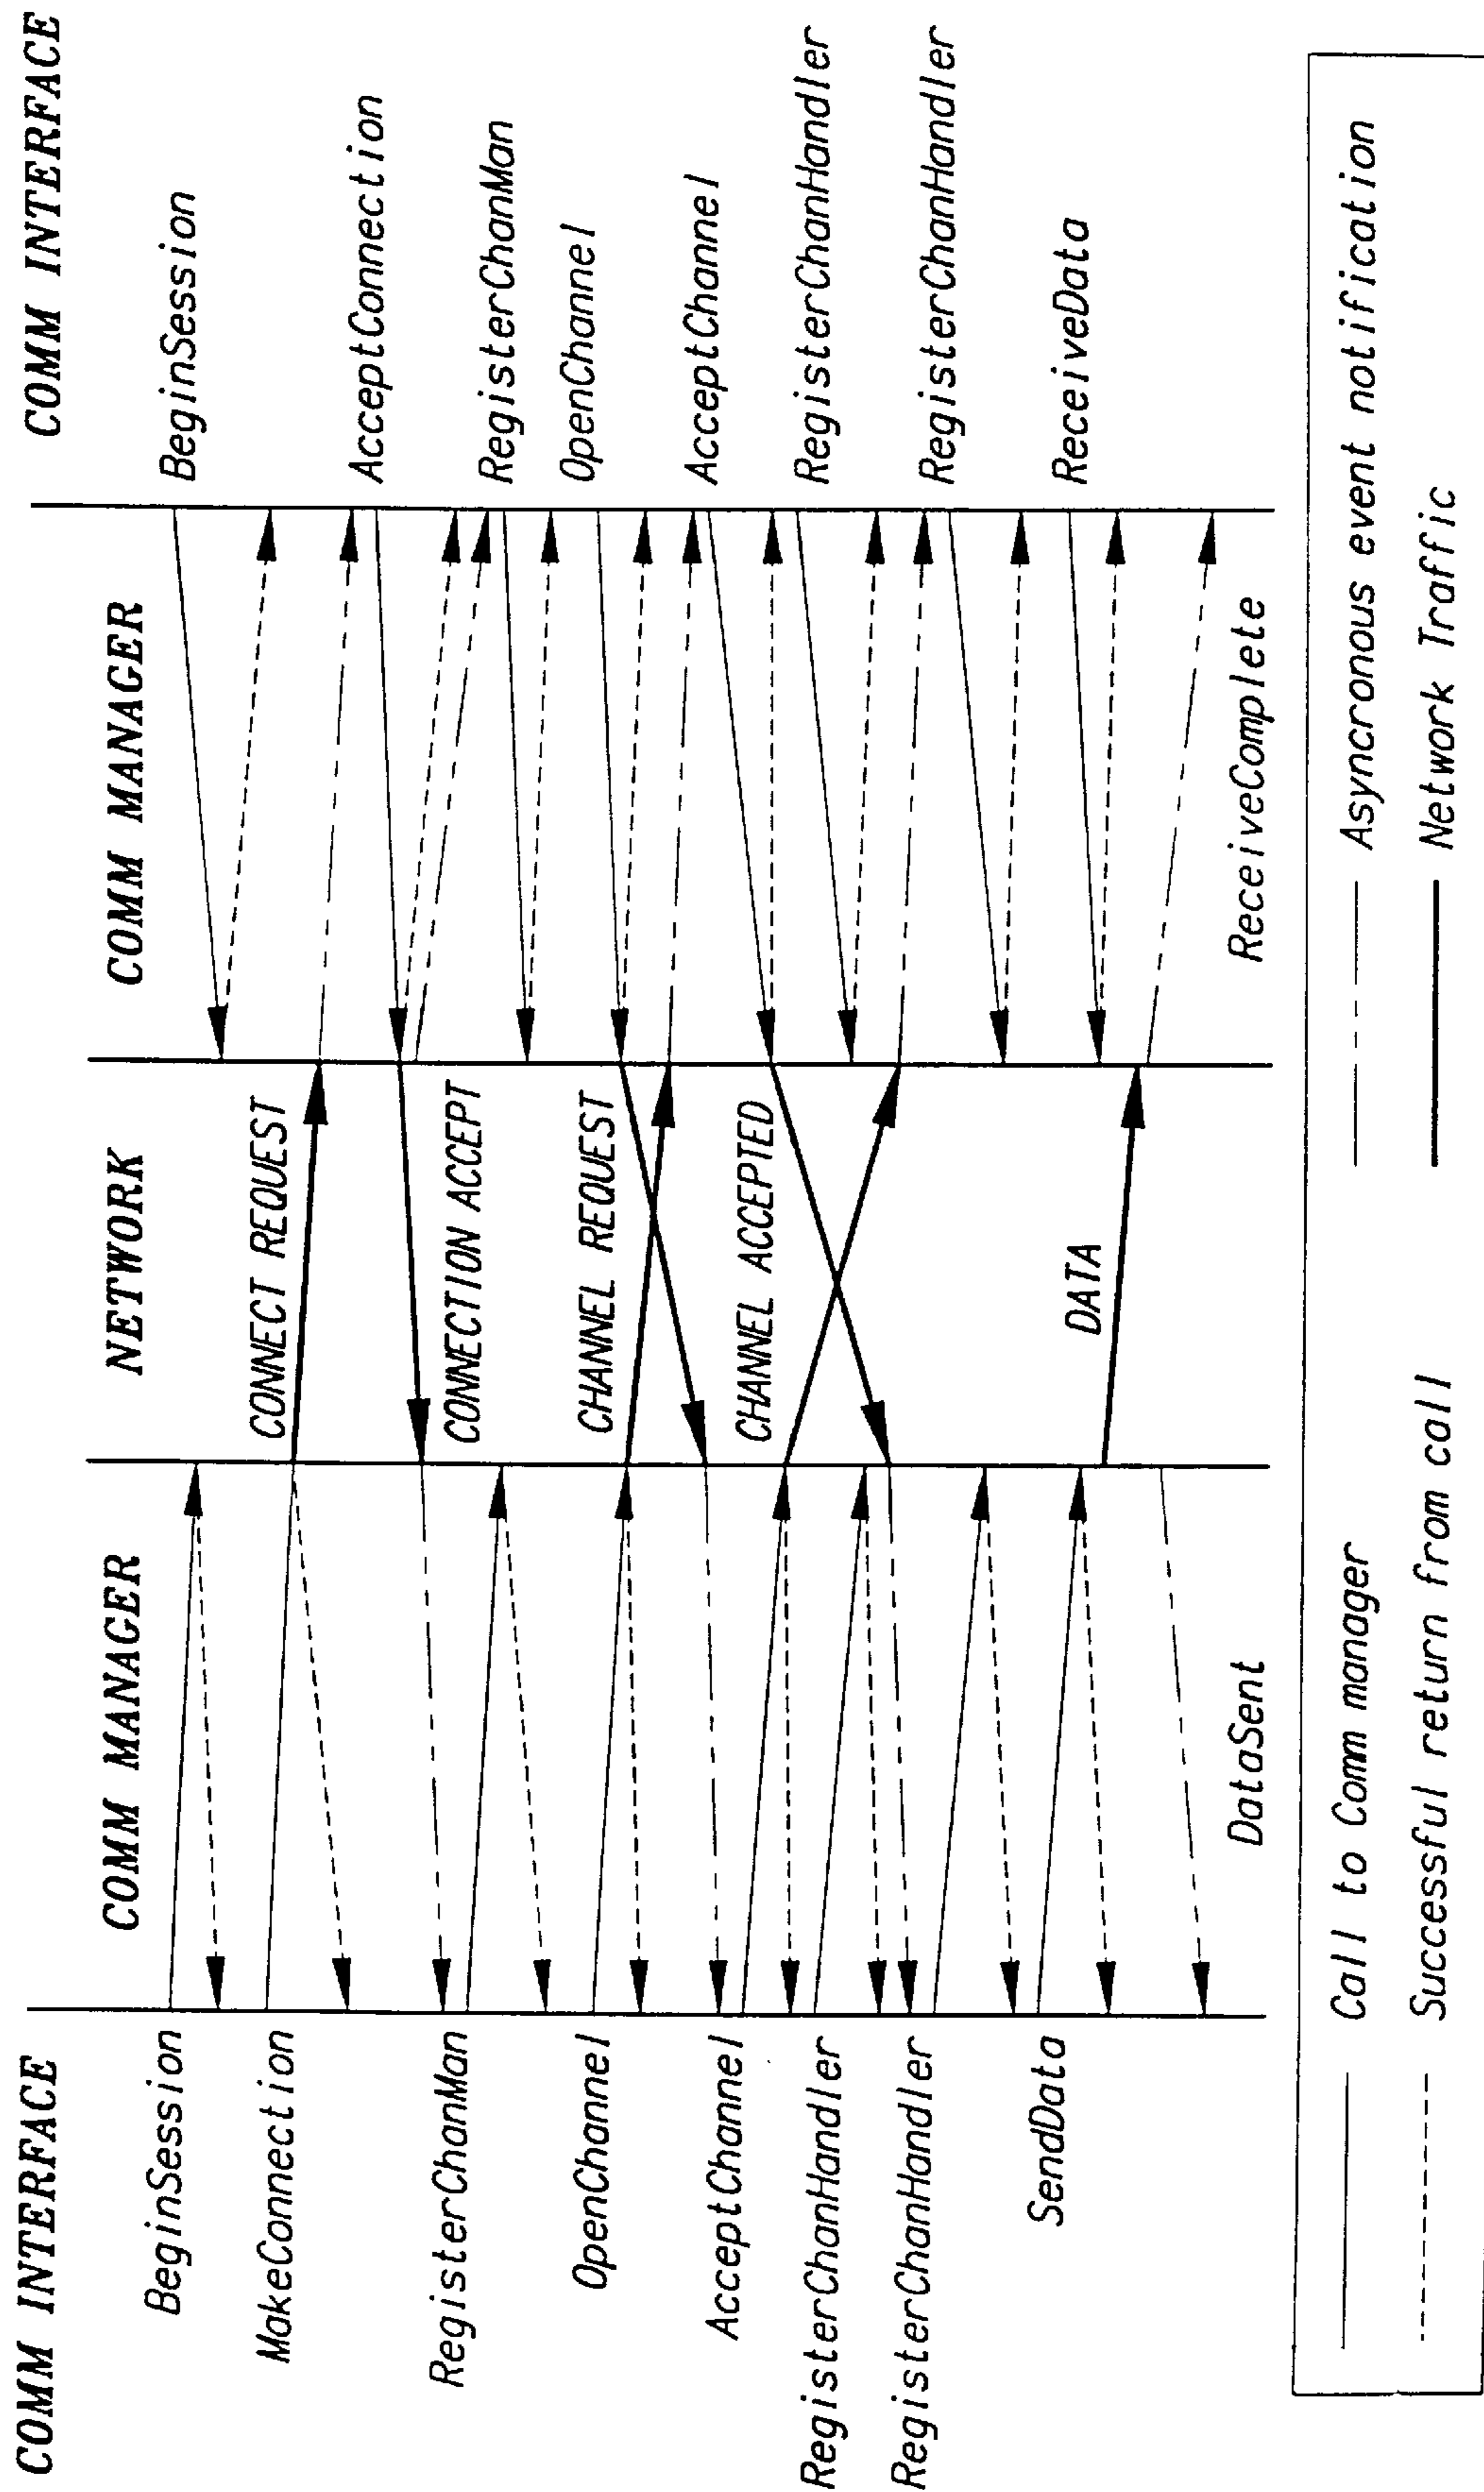 COMM INTERFACE
COMM MANAGER
NETWORK
COMM MANAGER
COMM INTERFACE
BeginSession
MakeConnection
RegisterChanMan
OpenChannel
AcceptChannel
RegisterChanHandler
RegisterChanHandler
SendData
DataSent
CONNECT REQUEST
CONNECTION ACCEPT
CHANNEL REQUEST
CHANNEL ACCEPTED
DATA
ReceiveComplete
BeginSession
AcceptConnection
RegisterChanMan
OpenChannel
AcceptChannel
RegisterChanHandler
RegisterChanHandler
ReceiveData
Call to Comm manager
Asyncronous event notification
Successful return from call
Network Traffic